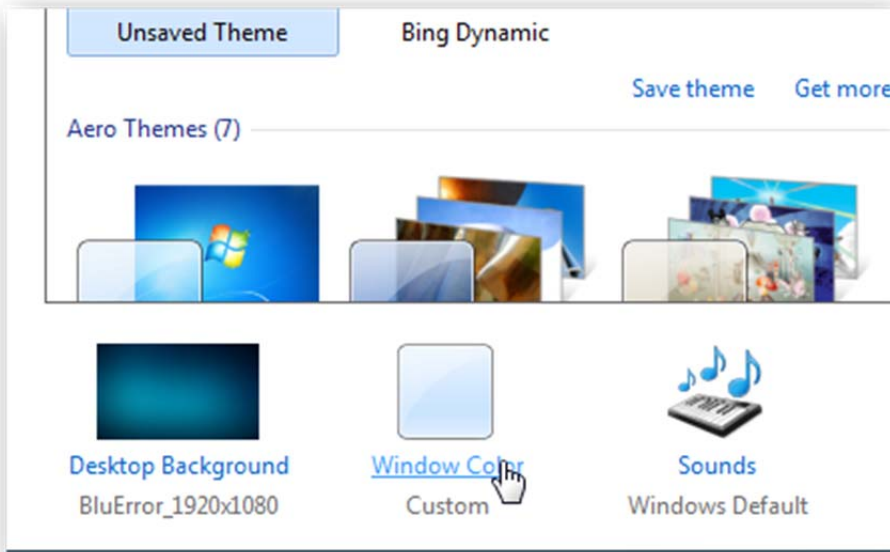 Unsaved Theme Bing Dynamic
Save theme Get more
Aero Themes (7)
Desktop Background Window Color Sounds
BluError_1920x1080 Custom Windows Default